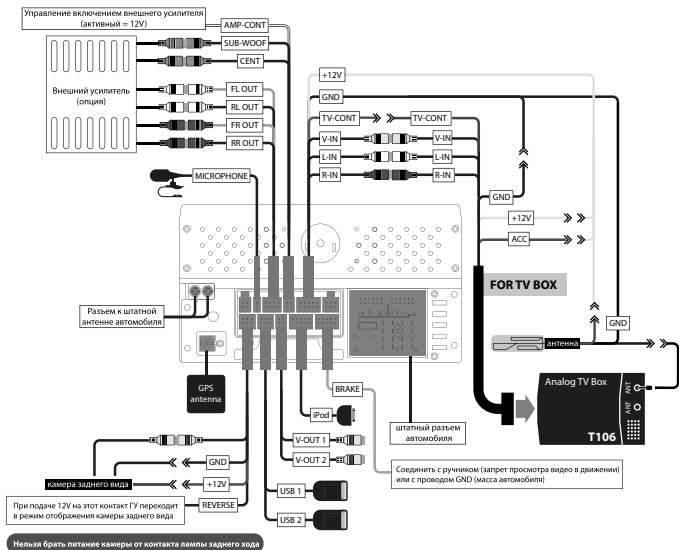 Управление включением внешнего усилителя
(активный = 12V)
AMP-CONT
SUB-WOOF
CENT
Внешний усилитель
(опция)
FL OUT
RL OUT
FR OUT
RR OUT
MICROPHONE
+12V
GND
TV-CONT
TV-CONT
V-IN
V-IN
L-IN
L-IN
R-IN
R-IN
GND
+12V
ACC
FOR TV BOX
GND
антенна
Разъем к штатной
антенне автомобиля
GPS
antenna
BRAKE
iPod
штатный разъем
автомобиля
Analog TV Box
ANT
ANT
T106
V-OUT 1
V-OUT 2
GND
камера заднего вида
+12V
Соединить с ручником (запрет просмотра видео в движении)
или с проводом GND (масса автомобиля)
USB 1
При подаче 12V на этот контакт ГУ переходит
в режим отображения камеры заднего вида
REVERSE
USB 2
Нельзя брать питание камеры от контакта лампы заднего хода